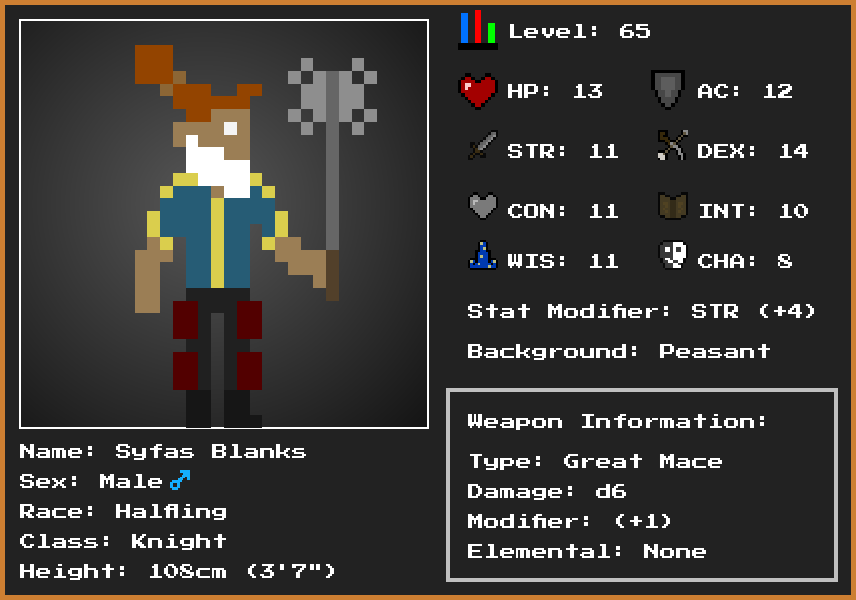 Level: 65
HP: 13
AC: 12
STR: 11
DEX: 14
CON: 11
INT: 10
WIS: 11
CHA: 8
Stat Modifier: STR (+4)
Background: Peasant
Name: Syfas Blanks
Sex: Male♂
Race: Halfling
Class: Knight
Height: 108cm (3'7")
Weapon Information:
Type: Great Mace
Damage: d6
Modifier: (+1)
Elemental: None